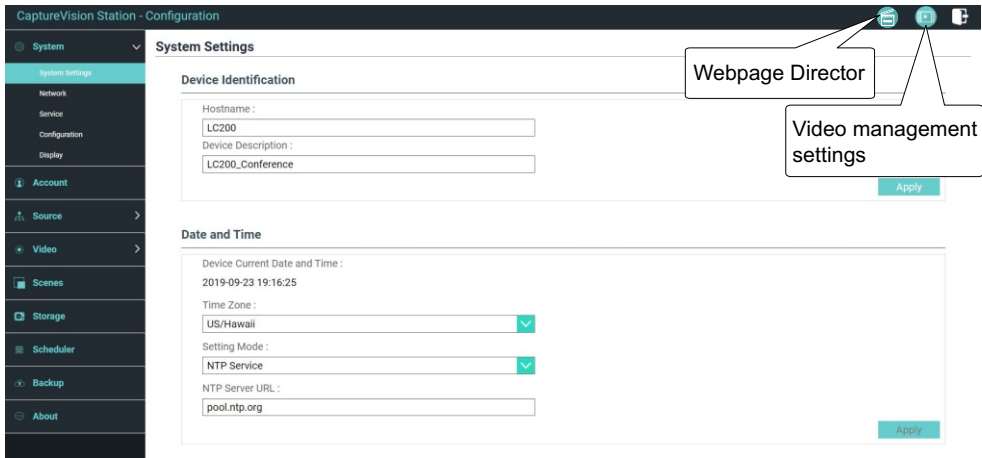 CaptureVision Station - Configuration
System
System Settings
Network
Service
Configuration
Display
Account
Source
Video
Scenes
Storage
Scheduler
Backup
About
System Settings
Webpage Director
Video management
settings
Device Identification
Hostname :
LC200
Device Description :
LC200_Conference
Apply
Date and Time
Device Current Date and Time :
2019-09-23 19:16:25
Time Zone :
US/Hawaii
Setting Mode :
NTP Service
NTP Server URL :
pool.ntp.org
Apply